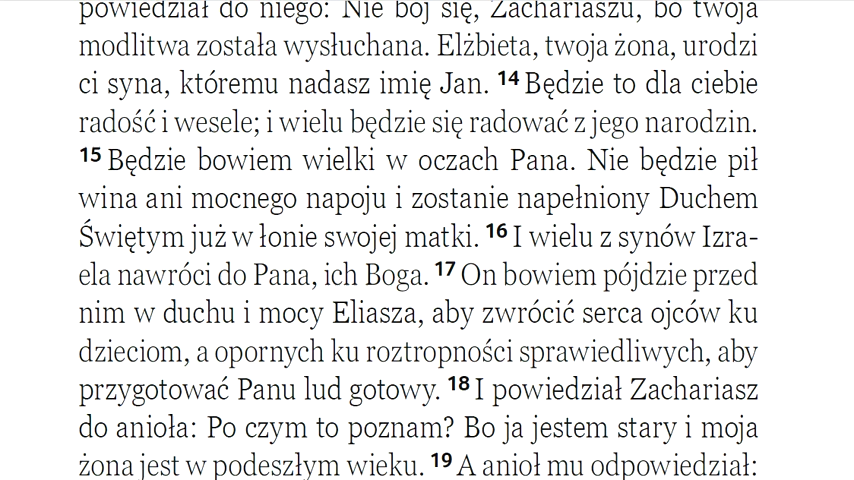 powiedział do niego: Nie bój się, Zachariaszu, bo twoja
modlitwa została wysłuchana. Elżbieta, twoja żona, urodzi
ci syna, któremu nadasz imię Jan. 14 Będzie to dla ciebie
radość i wesele; i wielu będzie się radować z jego narodzin.
15 Będzie bowiem wielki w oczach Pana. Nie będzie pił
wina ani mocnego napoju i zostanie napełniony Duchem
Świętym już w łonie swojej matki. 16 I wielu z synów Izra-
ela nawróci do Pana, ich Boga. 17 On bowiem pójdzie przed
nim w duchu i mocy Eliasza, aby zwrócić serca ojców ku
dzieciom, a opornych ku roztropności sprawiedliwych, aby
przygotować Panu lud gotowy. 18 I powiedział Zachariasz
do anioła: Po czym to poznam? Bo ja jestem stary i moja
żona jest w podeszłym wieku. 19 A anioł mu odpowiedział: